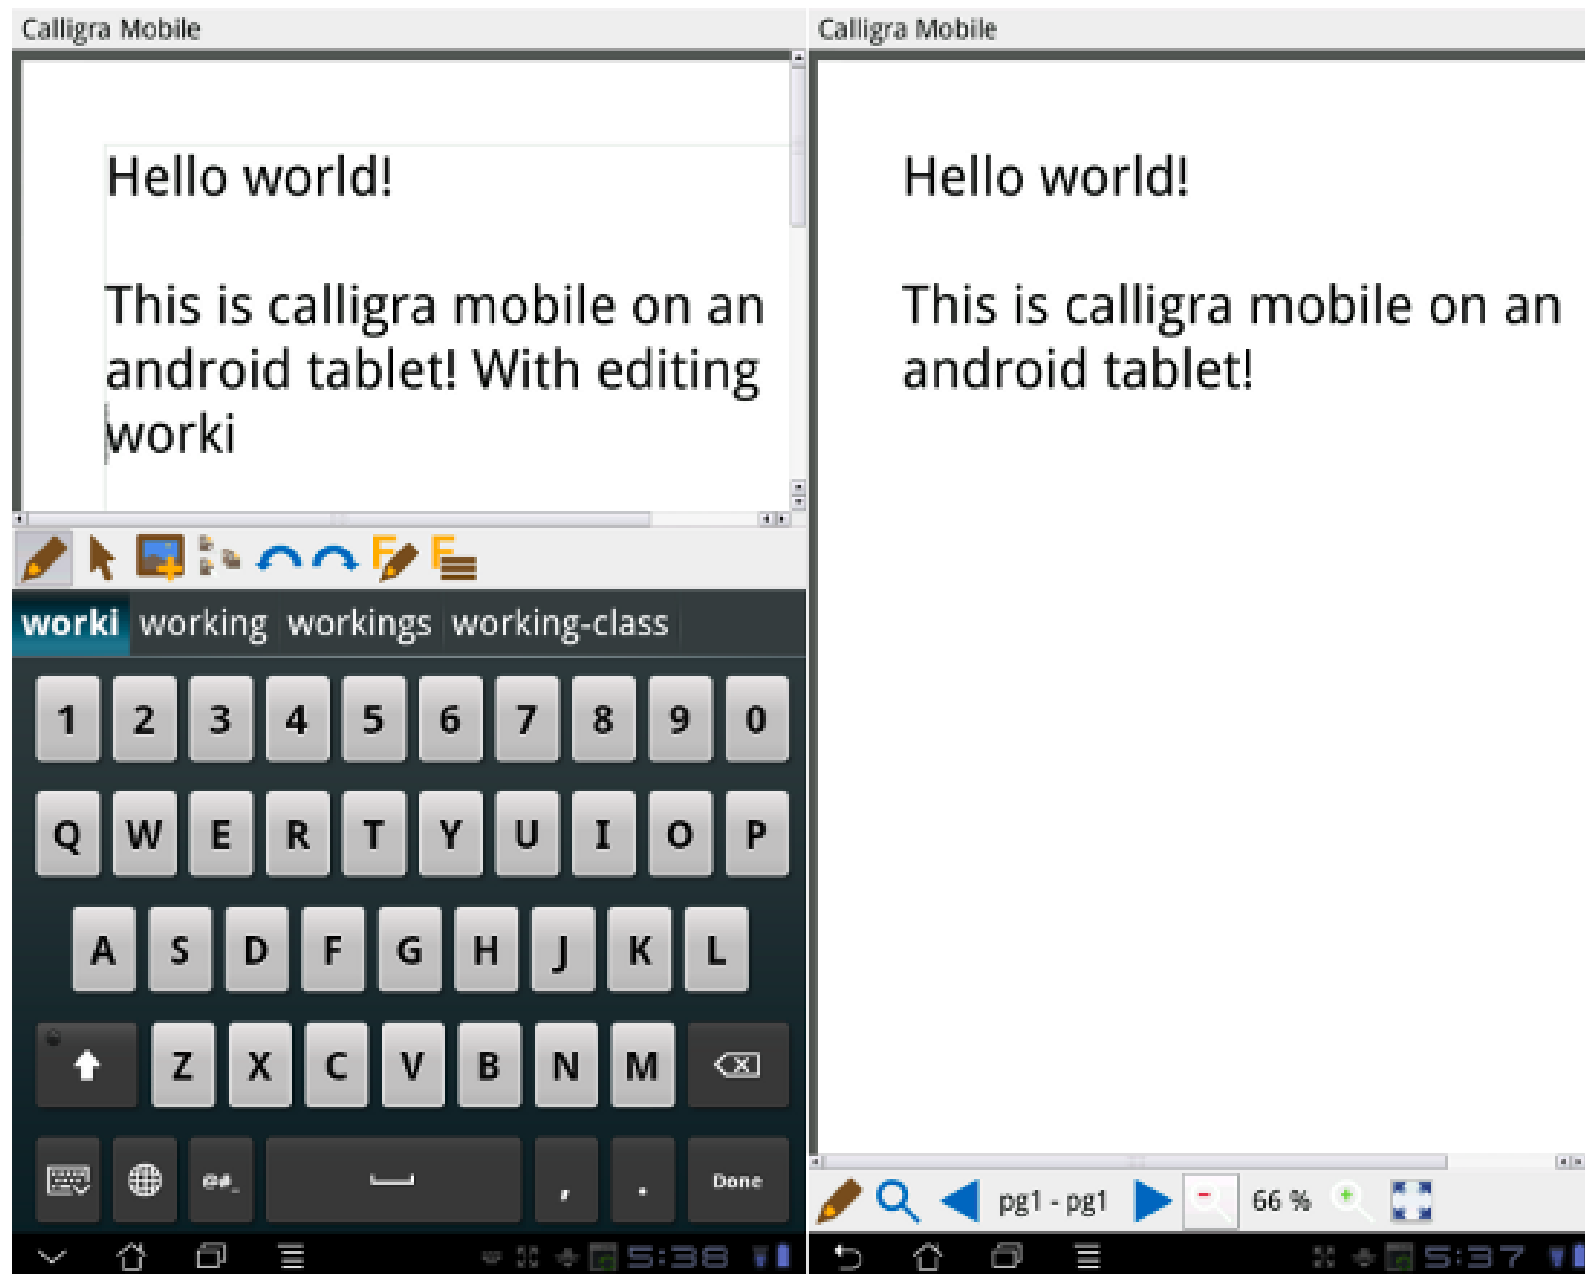 Calligra Mobile
Hello world!
This is calligra mobile on an
android tablet! With editing
worki
worki working workings working-class
1 2 3 4 5 6 7 8 9 0
Q W E R T Y U I O P
A S D F G H J K L
Z X C V B N M
@#_ , . Done
5:38
Calligra Mobile
Hello world!
This is calligra mobile on an
android tablet!
pg1 - pg1 66 %
5:37